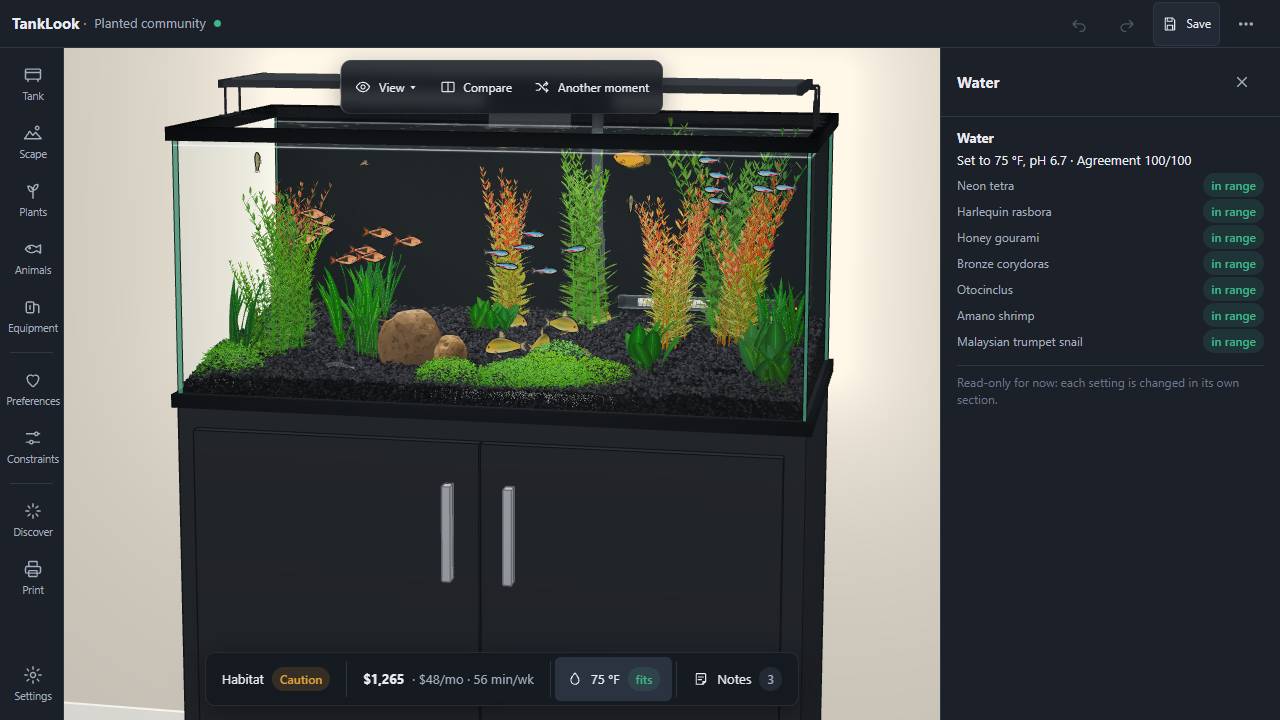 TankLook · Planted community
Save
Tank
Scape
Plants
Animals
Equipment
Preferences
Constraints
Discover
Print
Settings
View
Compare
Another moment
Habitat Caution
$1,265 · $48/mo · 56 min/wk
75 °F fits
Notes 3
Water
Water
Set to 75 °F, pH 6.7 · Agreement 100/100
Neon tetra in range
Harlequin rasbora in range
Honey gourami in range
Bronze corydoras in range
Otocinclus in range
Amano shrimp in range
Malaysian trumpet snail in range
Read-only for now: each setting is changed in its own
section.